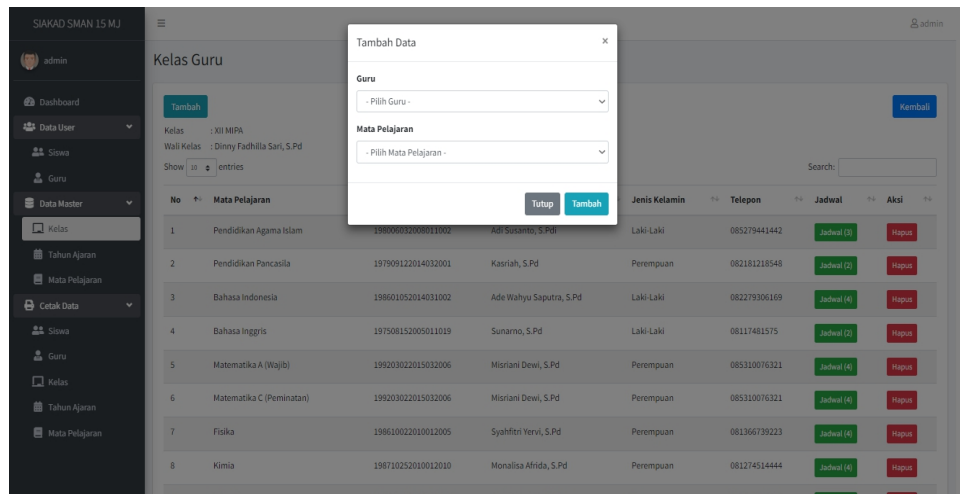 SIAKAD SMAN 15 MJ
admin
admin
Dashboard
Data User
Siswa
Guru
Data Master
Kelas
Tahun Ajaran
Mata Pelajaran
Cetak Data
Siswa
Guru
Kelas
Tahun Ajaran
Mata Pelajaran
Kelas Guru
Tambah
Kembali
Kelas : XII MIPA
Wali Kelas : Dinny Fadhilla Sari, S.Pd
Show 10 entries
Search:
Tambah Data ×
Guru
- Pilih Guru -
Mata Pelajaran
- Pilih Mata Pelajaran -
Tutup Tambah
No Mata Pelajaran Jenis Kelamin Telepon Jadwal Aksi
1 Pendidikan Agama Islam 198006032008011002 Adi Susanto, S.Pdi Laki-Laki 085279441442 Jadwal (3) Hapus
2 Pendidikan Pancasila 197909122014032001 Kasriah, S.Pd Perempuan 082181218548 Jadwal (2) Hapus
3 Bahasa Indonesia 198601052014031002 Ade Wahyu Saputra, S.Pd Laki-Laki 082279306169 Jadwal (4) Hapus
4 Bahasa Inggris 197508152005011019 Sunarno, S.Pd Laki-Laki 08117481575 Jadwal (2) Hapus
5 Matematika A (Wajib) 199203022015032006 Misriani Dewi, S.Pd Perempuan 085310076321 Jadwal (4) Hapus
6 Matematika C (Peminatan) 199203022015032006 Misriani Dewi, S.Pd Perempuan 085310076321 Jadwal (4) Hapus
7 Fisika 198610022010012005 Syahfitri Yervi, S.Pd Perempuan 081366739223 Jadwal (4) Hapus
8 Kimia 198710252010012010 Monalisa Afrida, S.Pd Perempuan 081274514444 Jadwal (4) Hapus